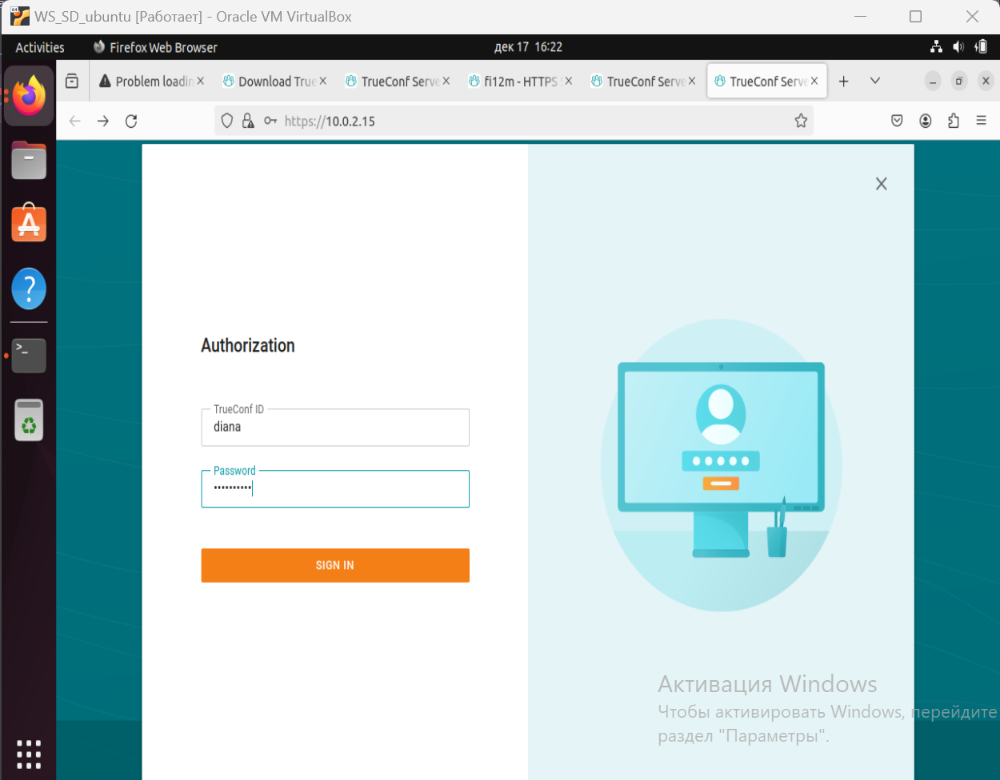 WS_SD_ubuntu [Работает] - Oracle VM VirtualBox
Activities Firefox Web Browser дек 17 16:22
Problem loadin Download True TrueConf Serve fi12m - HTTPS TrueConf Serve TrueConf Serve
https://10.0.2.15
Authorization
TrueConf ID
diana
Password
••••••••••
SIGN IN
Активация Windows
Чтобы активировать Windows, перейдите
раздел "Параметры".